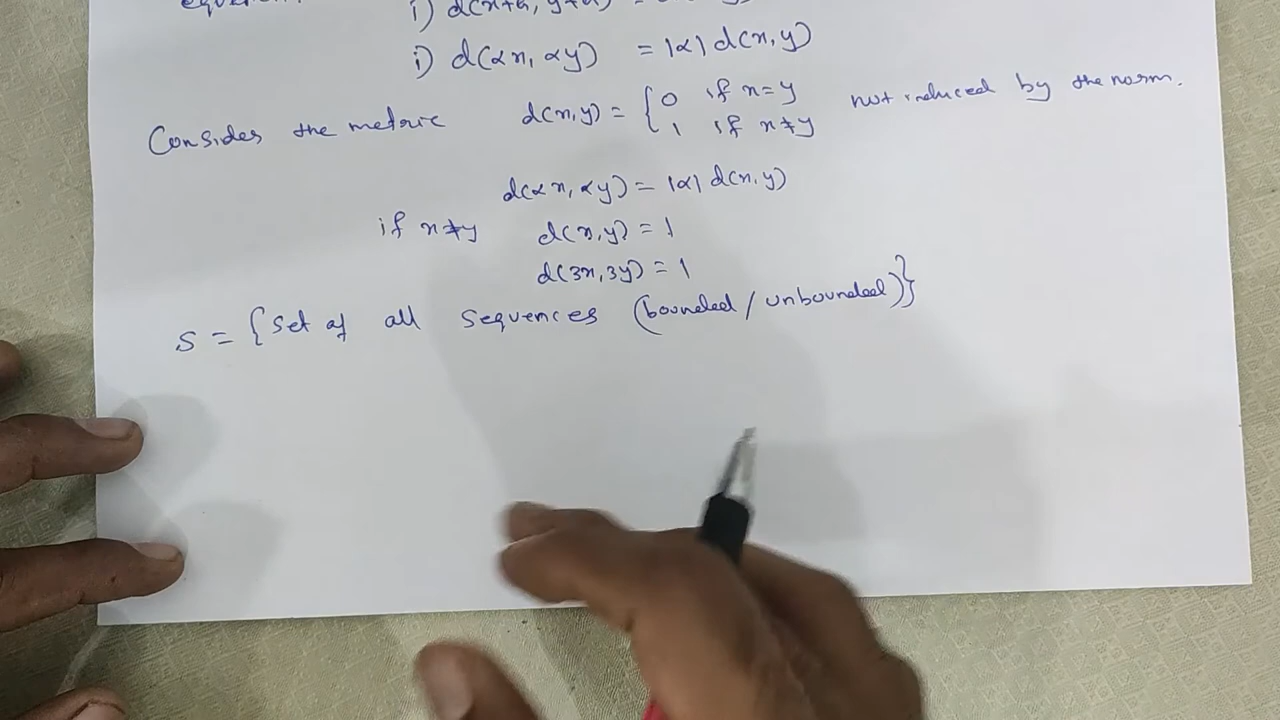 i) d(x+a, y+a)
i) d(αx, αy) = |α| d(x,y)
Consider the metric d(x,y) = { 0 if x=y not induced by the norm.
1 if x≠y
d(αx, αy) = |α| d(x,y)
if x≠y d(x,y) = 1
d(3x,3y) = 1
S = {Set of all sequences (bounded / unbounded)}